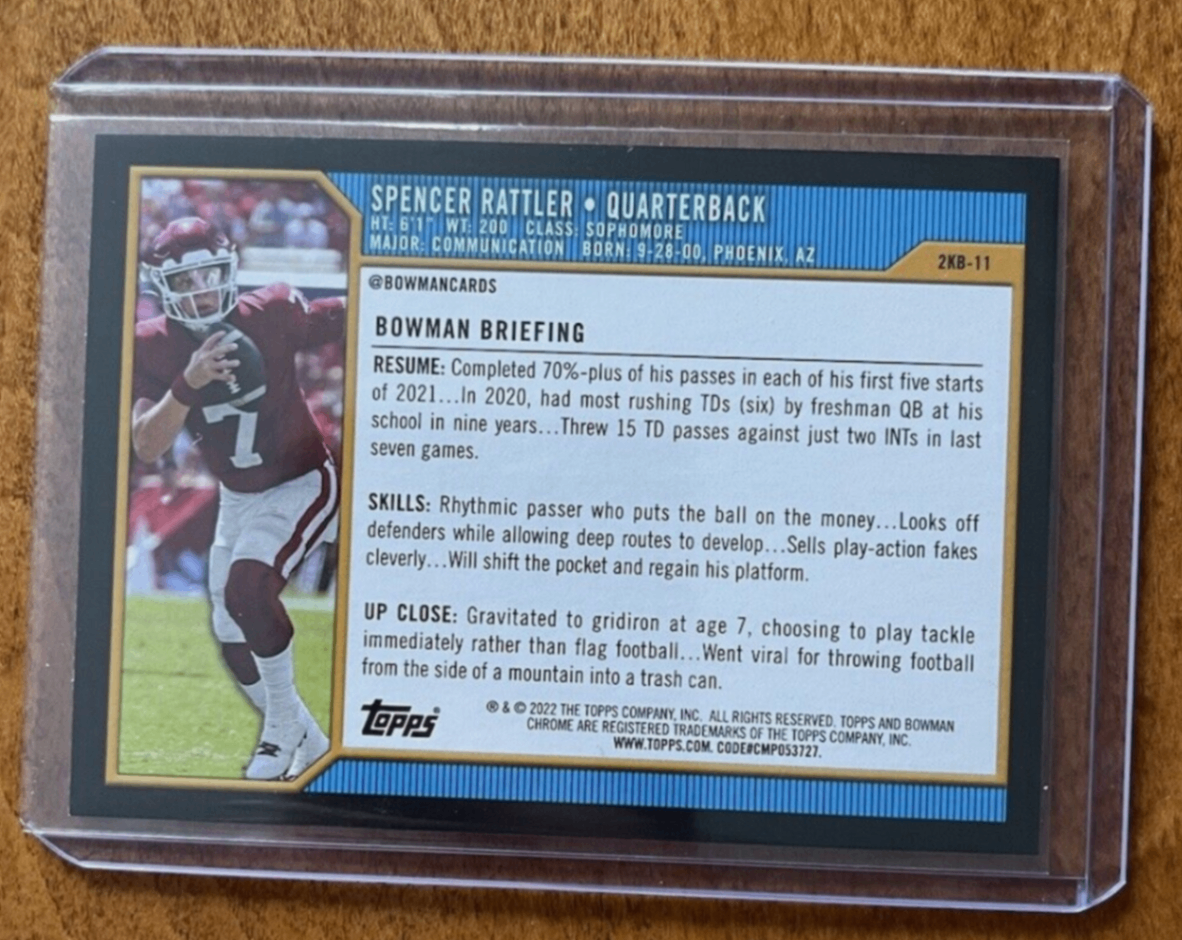 SPENCER RATTLER • QUARTERBACK
HT: 6'1" WT: 200 CLASS: SOPHOMORE
MAJOR: COMMUNICATION BORN: 9-28-00, PHOENIX, AZ
2KB-11
@BOWMANCARDS
BOWMAN BRIEFING
RESUME: Completed 70%-plus of his passes in each of his first five starts
of 2021...In 2020, had most rushing TDs (six) by freshman QB at his
school in nine years...Threw 15 TD passes against just two INTs in last
seven games.
SKILLS: Rhythmic passer who puts the ball on the money...Looks off
defenders while allowing deep routes to develop...Sells play-action fakes
cleverly...Will shift the pocket and regain his platform.
UP CLOSE: Gravitated to gridiron at age 7, choosing to play tackle
immediately rather than flag football...Went viral for throwing football
from the side of a mountain into a trash can.
topps®
® & © 2022 THE TOPPS COMPANY, INC. ALL RIGHTS RESERVED. TOPPS AND BOWMAN
CHROME ARE REGISTERED TRADEMARKS OF THE TOPPS COMPANY, INC.
WWW.TOPPS.COM. CODE#CMP053727.
7
7